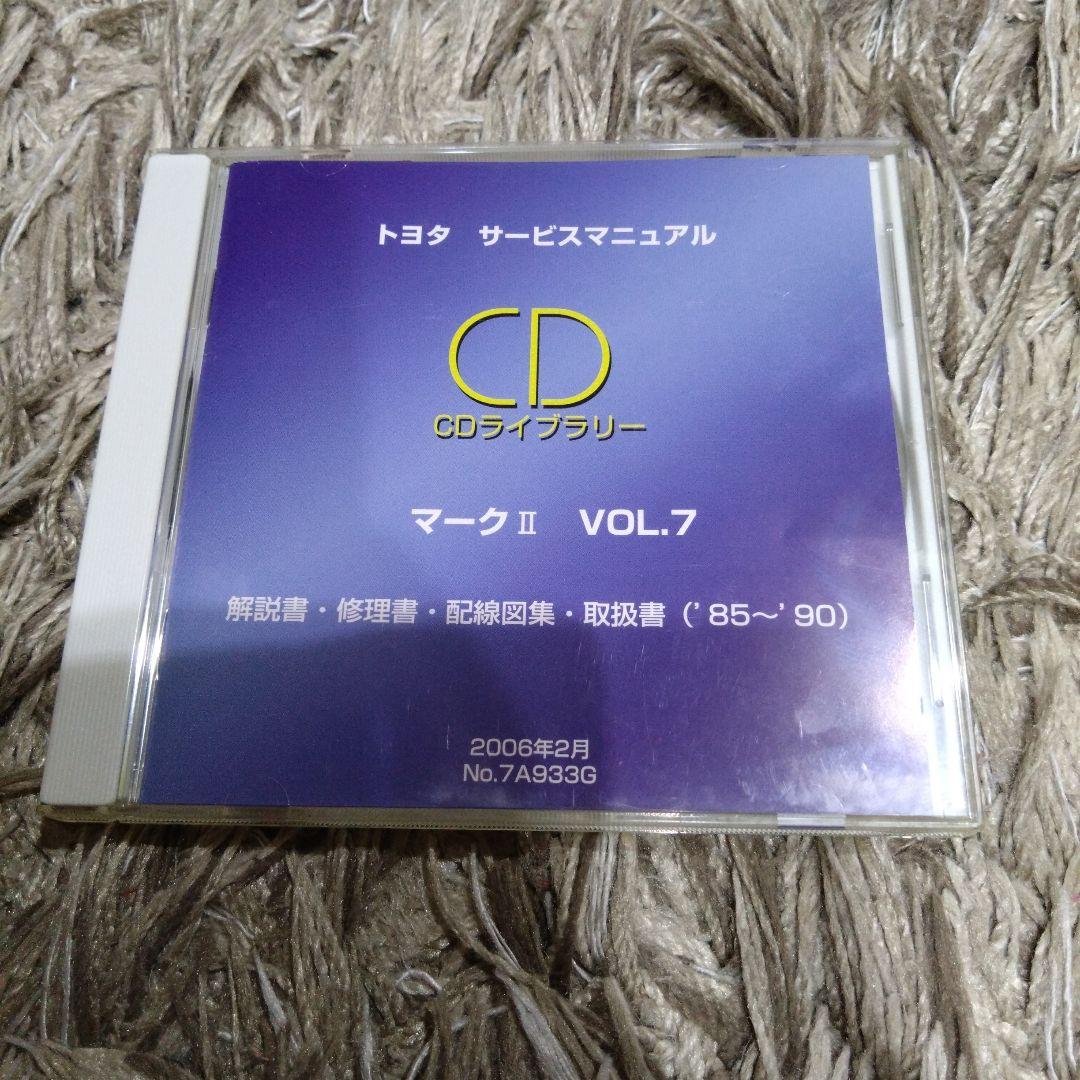 トヨタ　サービスマニュアル
CD
CDライブラリー
マークⅡ　VOL.7
解説書・修理書・配線図集・取扱書（'85～'90）
2006年2月
No.7A933G